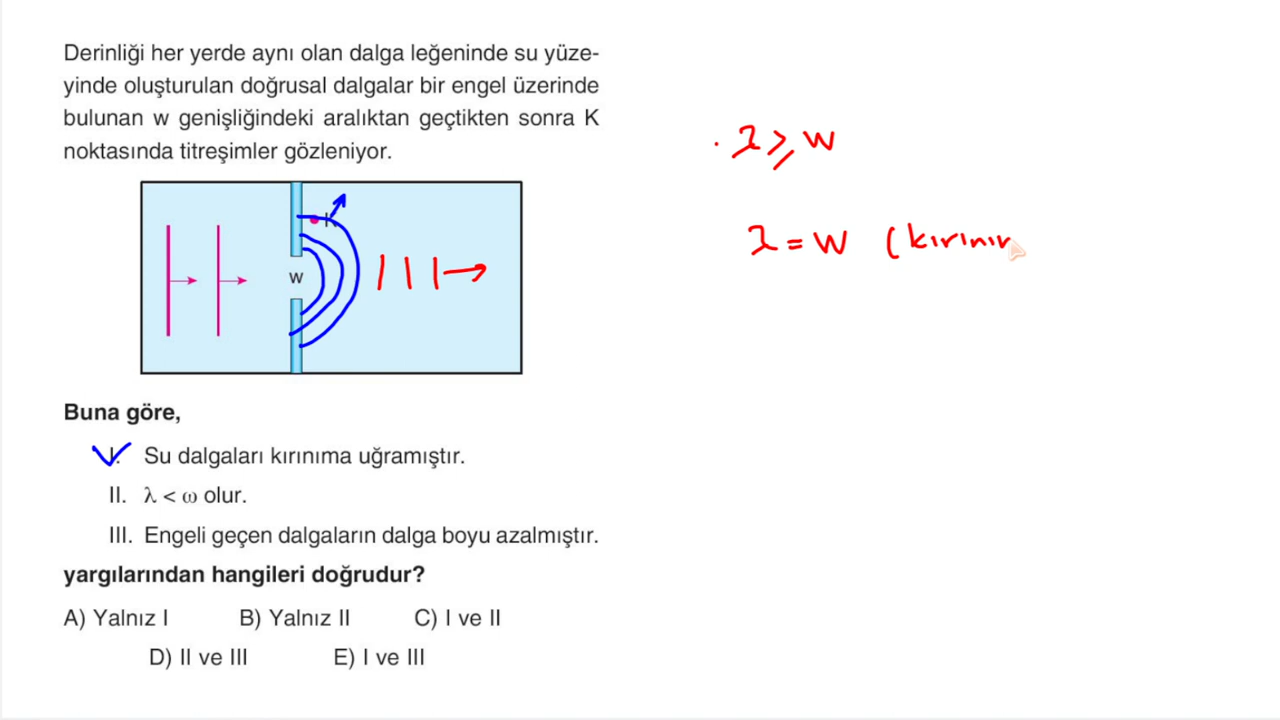 Derinliği her yerde aynı olan dalga leğeninde su yüze-
yinde oluşturulan doğrusal dalgalar bir engel üzerinde
bulunan w genişliğindeki aralıktan geçtikten sonra K
noktasında titreşimler gözleniyor.
w
Buna göre,
I. Su dalgaları kırınıma uğramıştır.
II. λ < ω olur.
III. Engeli geçen dalgaların dalga boyu azalmıştır.
yargılarından hangileri doğrudur?
A) Yalnız I B) Yalnız II C) I ve II
D) II ve III E) I ve III
· λ ⩾ w
λ = w (kırınım